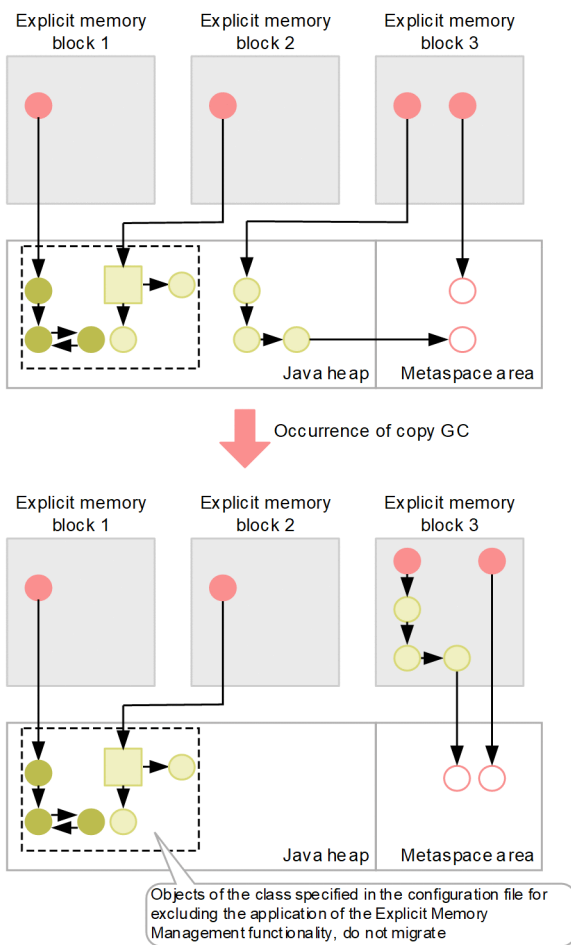 Explicit memory
block 1
Explicit memory
block 2
Explicit memory
block 3
Java heap
Metaspace area
Occurrence of copy GC
Explicit memory
block 1
Explicit memory
block 2
Explicit memory
block 3
Java heap
Metaspace area
Objects of the class specified in the configuration file for
excluding the application of the Explicit Memory
Management functionality, do not migrate